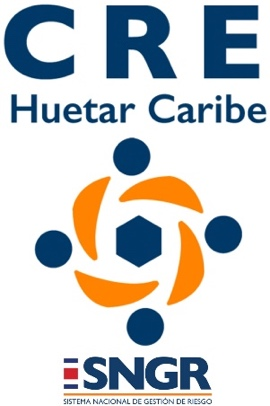 CRE
Huetar Caribe
SNGR
SISTEMA NACIONAL DE GESTIÓN DE RIESGO